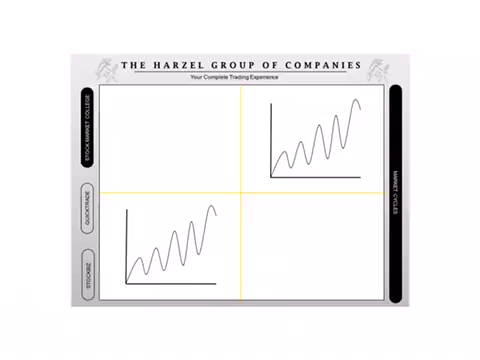 THE HARZEL GROUP OF COMPANIES
Your Complete Trading Experience
STOCK MARKET COLLEGE
QUICKTRADE
STOCKBIZ
MARKET CYCLES